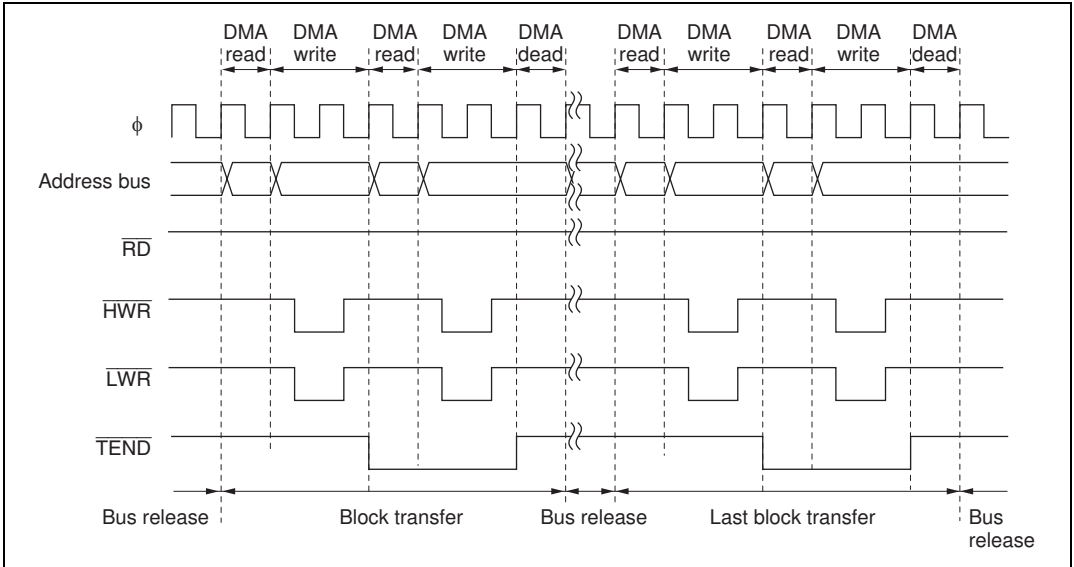 DMA DMA DMA DMA DMA DMA DMA DMA DMA DMA
read write read write dead read write read write dead
ϕ
Address bus
RD
HWR
LWR
TEND
Bus release Block transfer Bus release Last block transfer Bus
release